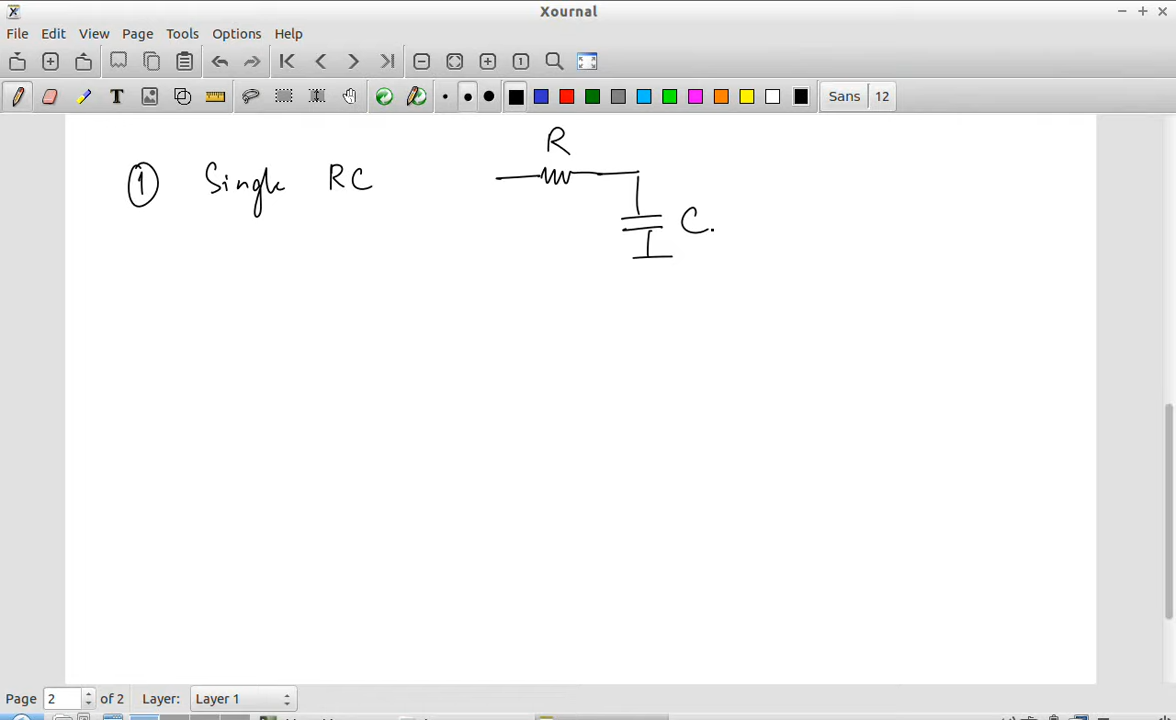 Xournal
File Edit View Page Tools Options Help
Sans 12
R
① Single RC
C.
Page 2 of 2 Layer: Layer 1